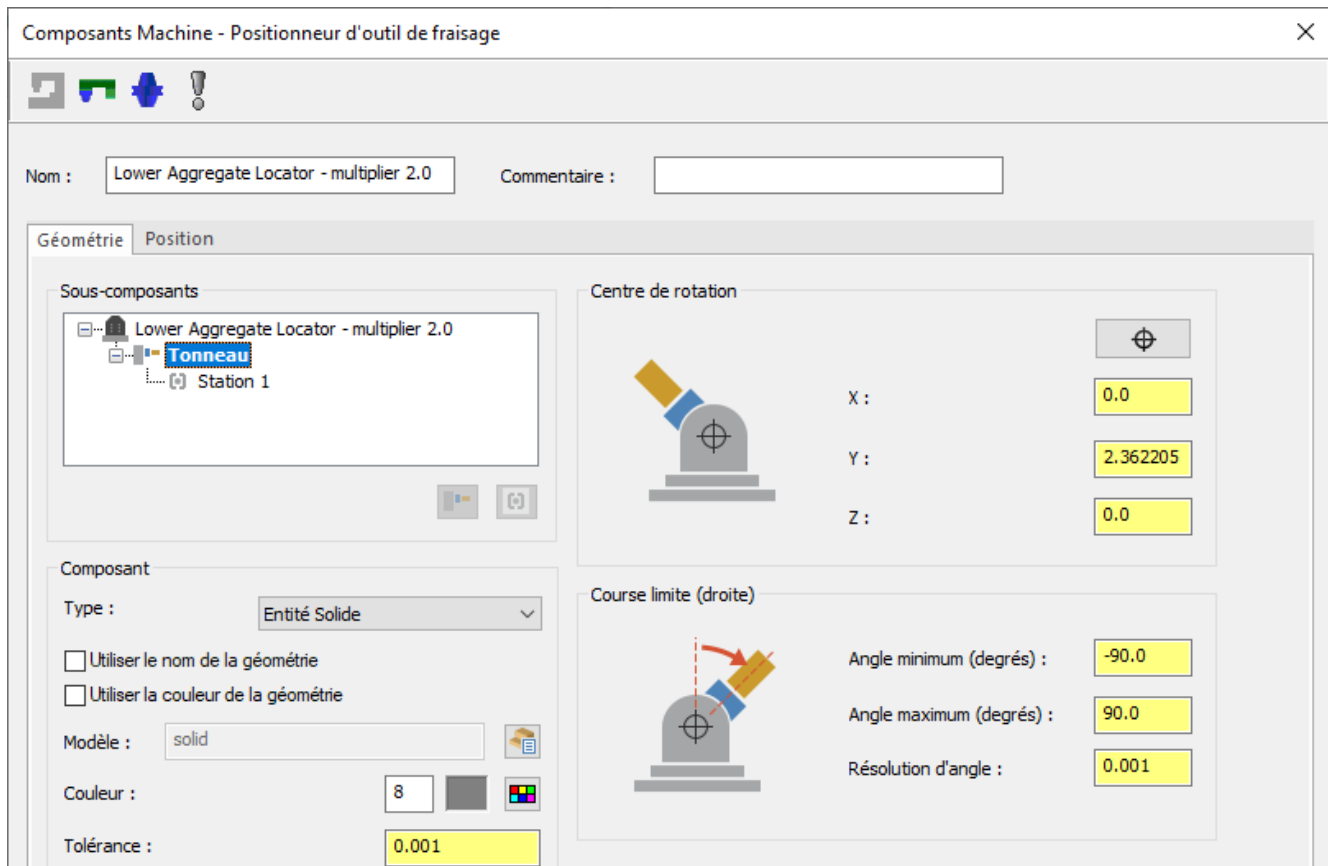 Composants Machine - Positionneur d'outil de fraisage
Nom :
Lower Aggregate Locator - multiplier 2.0
Commentaire :
Géométrie
Position
Sous-composants
Lower Aggregate Locator - multiplier 2.0
Tonneau
Station 1
Centre de rotation
X :
0.0
Y :
2.362205
Z :
0.0
Composant
Type :
Entité Solide
Utiliser le nom de la géométrie
Utiliser la couleur de la géométrie
Modèle :
solid
Couleur :
8
Tolérance :
0.001
Course limite (droite)
Angle minimum (degrés) :
-90.0
Angle maximum (degrés) :
90.0
Résolution d'angle :
0.001